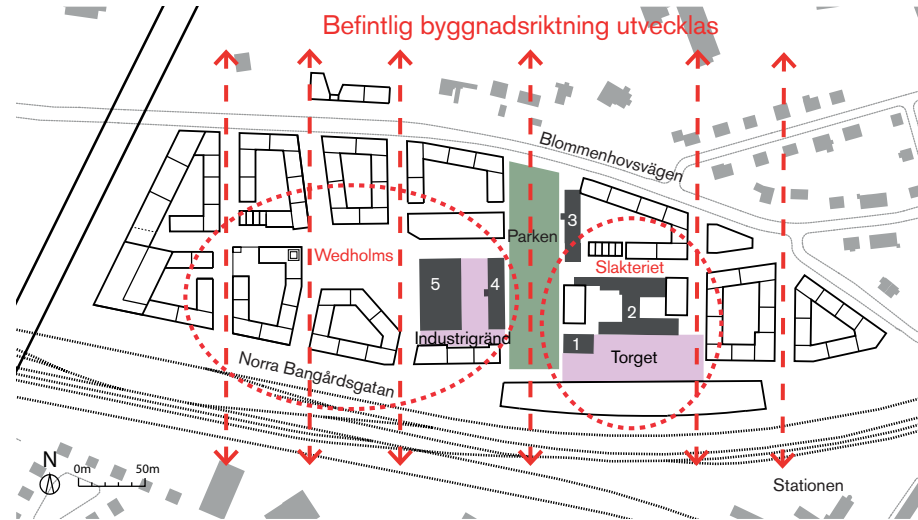 Befintlig byggnadsriktning utvecklas
Blommenhovsvägen
3
Parken
Wedholms
Slakteriet
5
4
2
Industrigränd
1
Torget
Norra Bangårdsgatan
N
0m
50m
Stationen